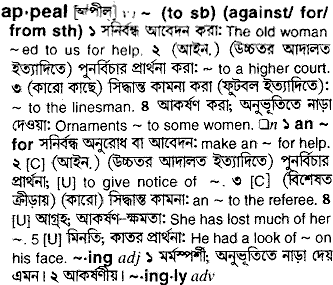 ap·peal [অ্যাপীল] vi ~ (to sb) (against/ for/
from sth) ১ সনির্বন্ধ আবেদন করা: The old woman
~ed to us for help. ২ (আইন.) (উচ্চতর আদালত
ইত্যাদিতে) পুনর্বিচার প্রার্থনা করা: ~ to a higher court.
৩ (কারো কাছে) সিদ্ধান্ত কামনা করা (ফুটবল ইত্যাদিতে):
~ to the linesman. ৪ আকর্ষণ করা; অনুভূতিতে নাড়া
দেওয়া: Ornaments ~ to some women. □n ১ an ~
for সনির্বন্ধ অনুরোধ বা আবেদন: make an ~ for help.
২ [C] (আইন.) (উচ্চতর আদালত ইত্যাদিতে) পুনর্বিচার
প্রার্থনা; [U] to give notice of ~. ৩ [C] (বিশেষত
ক্রীড়ায়) (কারো) সিদ্ধান্ত কামনা: an ~ to the referee. ৪
[U] আগ্রহ; আকর্ষণ-ক্ষমতা: She has lost much of her
~. 5 [U] মিনতি; কাতর প্রার্থনা: He had a look of ~ on
his face. ~·ing adj ১ মর্মস্পর্শী; অনুভূতিতে নাড়া দেয়
এমন। ২ আকর্ষণীয়। ~·ing·ly adv